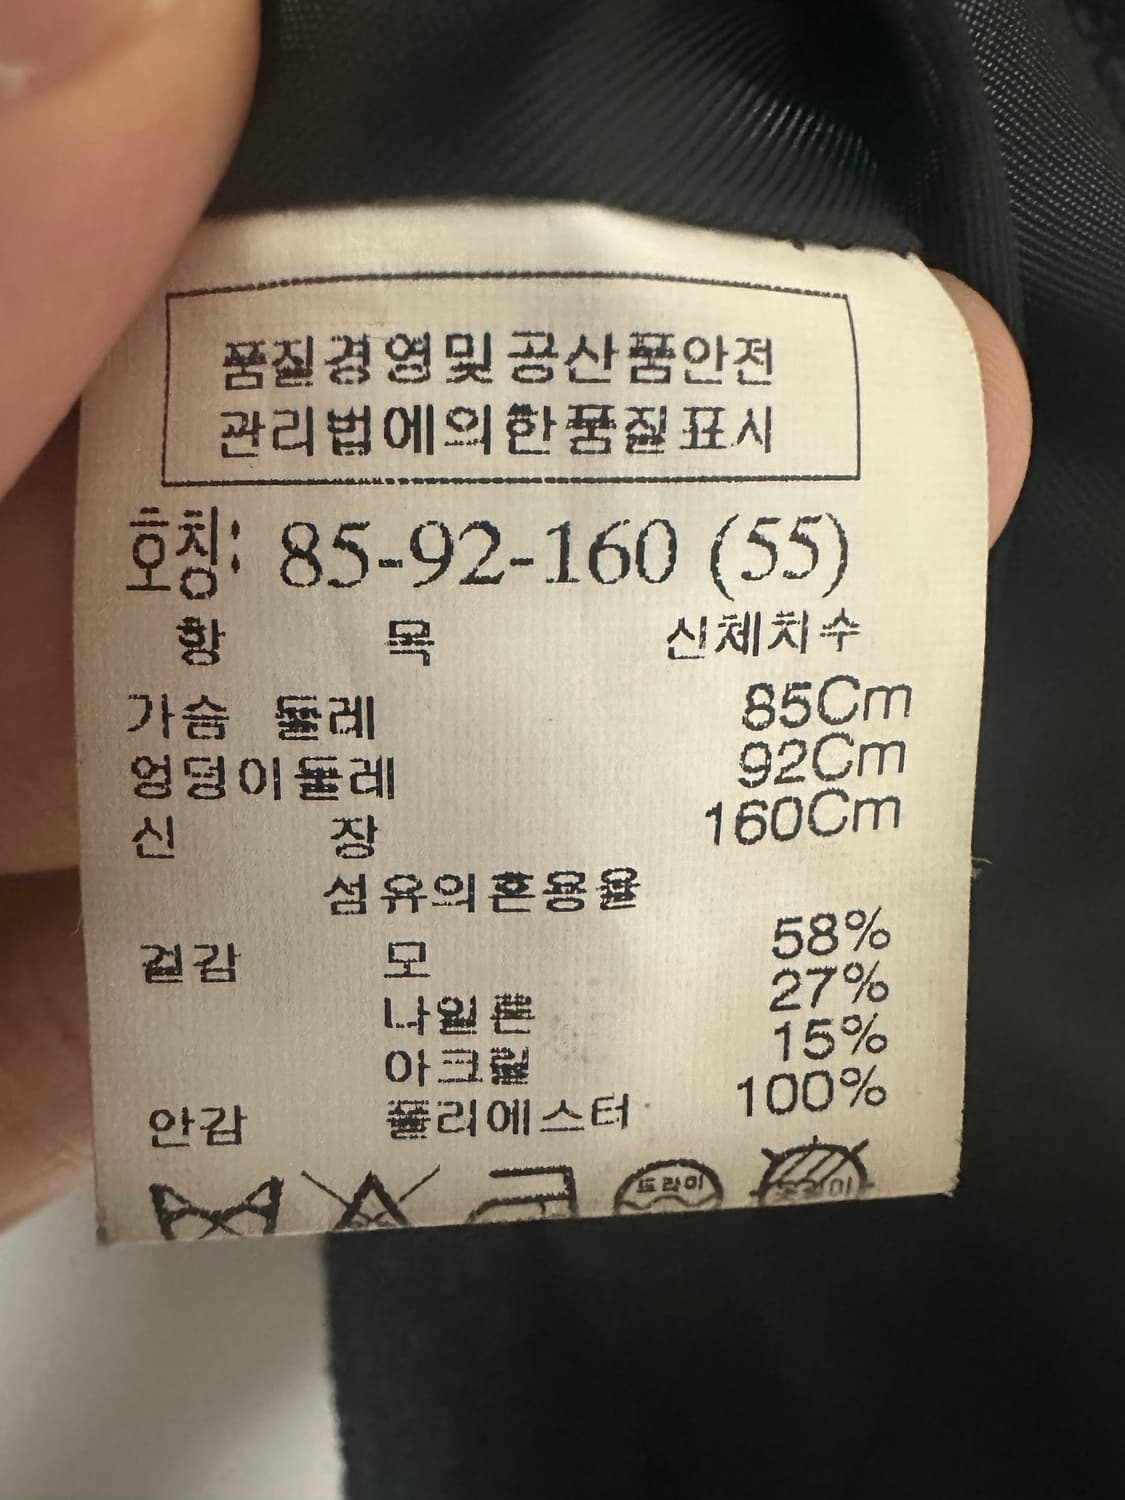 품질경영및 공산품안전
관리법에의한품질표시
호칭: 85-92-160 (55)
항 목 신체치수
가슴 둘레 85Cm
엉덩이둘레 92Cm
신 장 160Cm
섬유의혼용율
겉감 모 58%
나일론 27%
아크릴 15%
안감 폴리에스터 100%
드라이
드라이